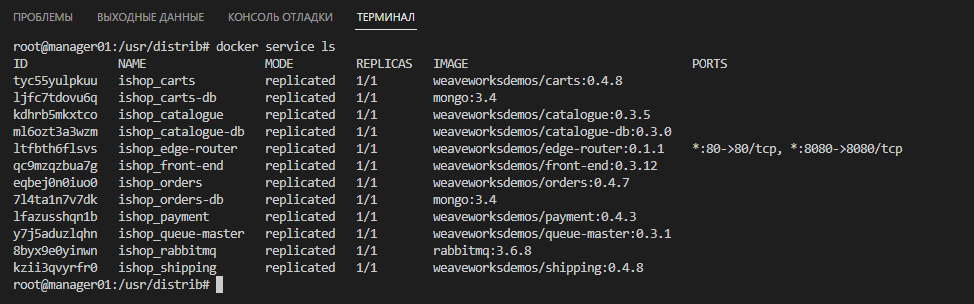 ПРОБЛЕМЫ ВЫХОДНЫЕ ДАННЫЕ КОНСОЛЬ ОТЛАДКИ ТЕРМИНАЛ
root@manager01:/usr/distrib# docker service ls
ID NAME MODE REPLICAS IMAGE PORTS
tyc55yulpkuu ishop_carts replicated 1/1 weaveworksdemos/carts:0.4.8
ljfc7tdovu6q ishop_carts-db replicated 1/1 mongo:3.4
kdhrb5mkxtco ishop_catalogue replicated 1/1 weaveworksdemos/catalogue:0.3.5
ml6ozt3a3wzm ishop_catalogue-db replicated 1/1 weaveworksdemos/catalogue-db:0.3.0
ltfbth6flsvs ishop_edge-router replicated 1/1 weaveworksdemos/edge-router:0.1.1 *:80->80/tcp, *:8080->8080/tcp
qc9mzqzbua7g ishop_front-end replicated 1/1 weaveworksdemos/front-end:0.3.12
eqbej0n0iuo0 ishop_orders replicated 1/1 weaveworksdemos/orders:0.4.7
7l4ta1n7v7dk ishop_orders-db replicated 1/1 mongo:3.4
lfazusshqn1b ishop_payment replicated 1/1 weaveworksdemos/payment:0.4.3
y7j5aduzlqhn ishop_queue-master replicated 1/1 weaveworksdemos/queue-master:0.3.1
8byx9e0yinwn ishop_rabbitmq replicated 1/1 rabbitmq:3.6.8
kzii3qvyrfr0 ishop_shipping replicated 1/1 weaveworksdemos/shipping:0.4.8
root@manager01:/usr/distrib#